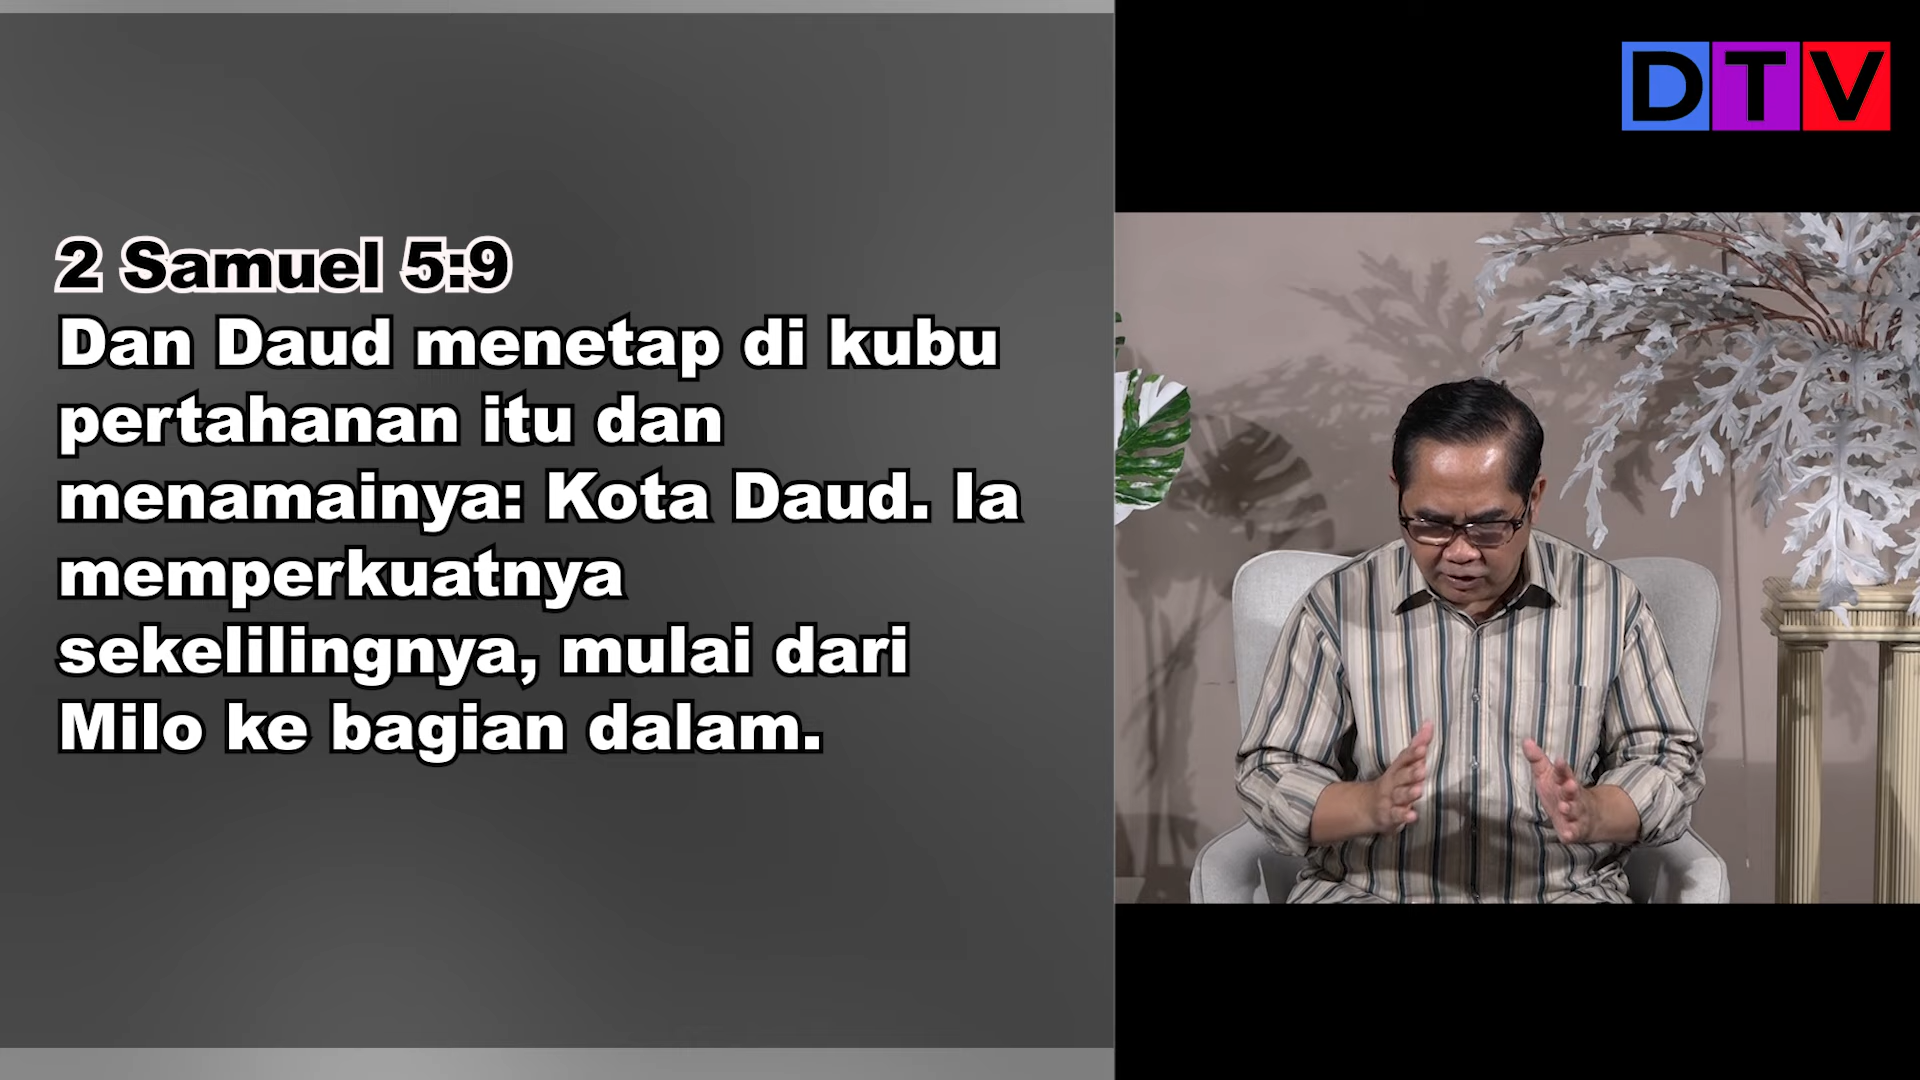 2 Samuel 5:9
Dan Daud menetap di kubu
pertahanan itu dan
menamainya: Kota Daud. Ia
memperkuatnya
sekelilingnya, mulai dari
Milo ke bagian dalam.
DTV